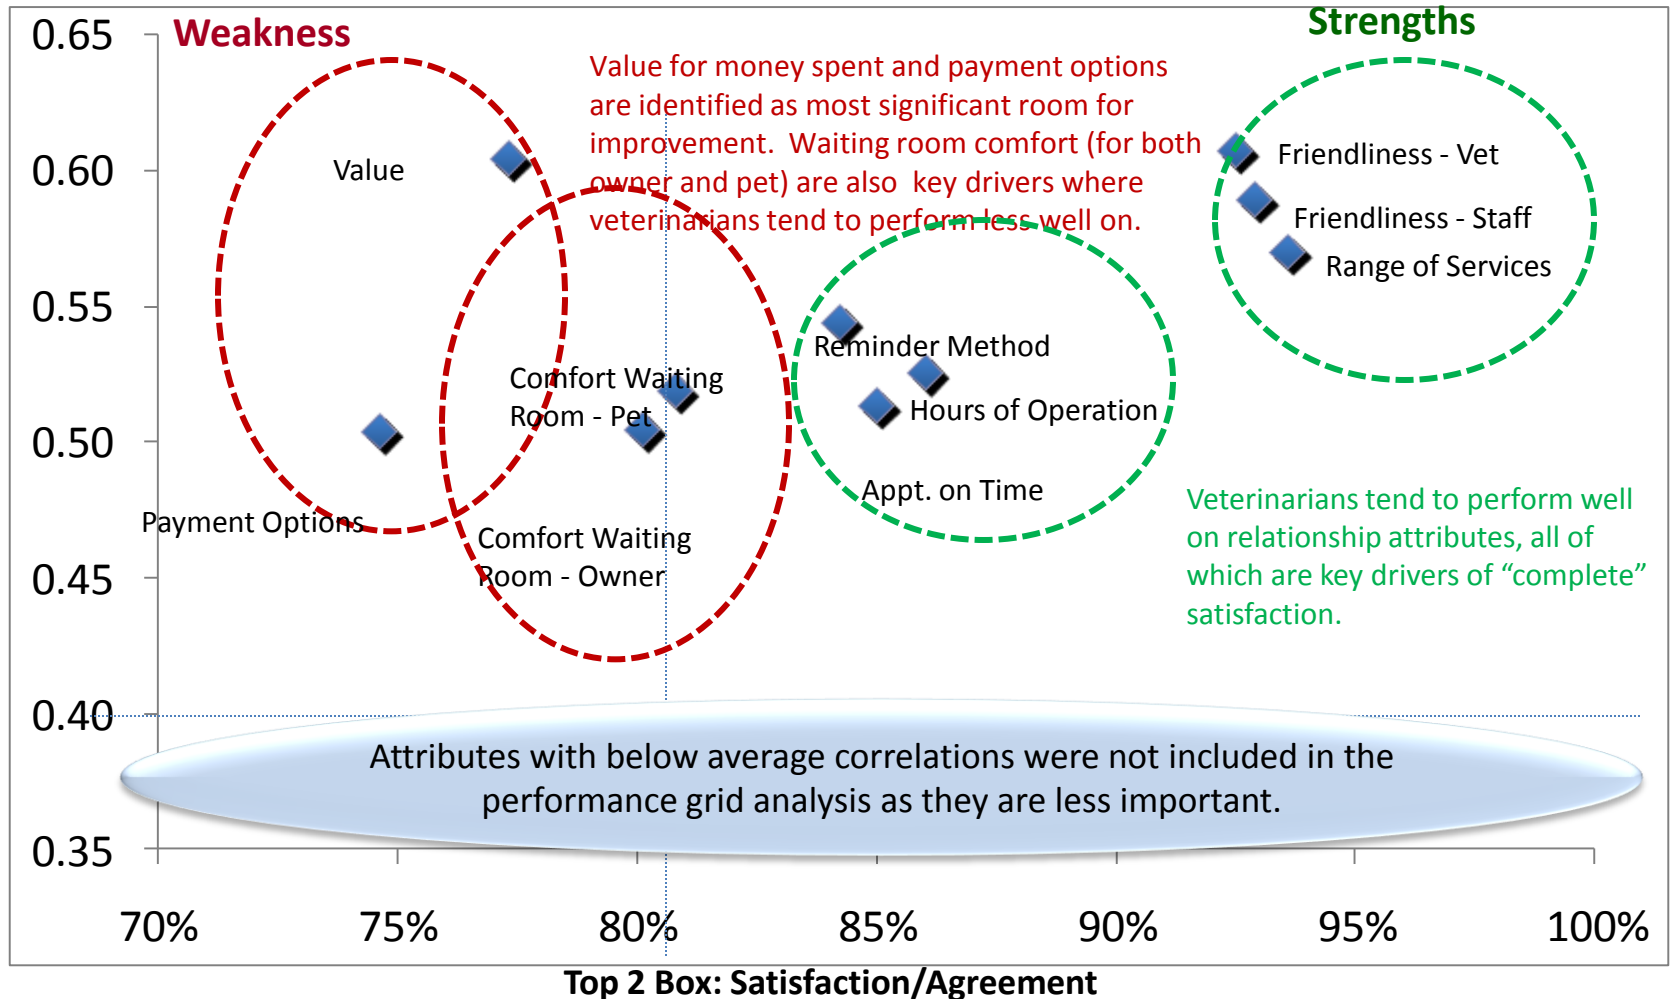 Weakness
Strengths
Value for money spent and payment options
are identified as most significant room for
improvement.  Waiting room comfort (for both
owner and pet) are also  key drivers where
veterinarians tend to perform less well on.
0.65
0.60
0.55
0.50
0.45
0.40
0.35
Value
Friendliness - Vet
Friendliness - Staff
Range of Services
Reminder Method
Comfort Waiting
Room - Pet
Hours of Operation
Appt. on Time
Payment Options
Comfort Waiting
Room - Owner
Veterinarians tend to perform well
on relationship attributes, all of
which are key drivers of “complete”
satisfaction.
Attributes with below average correlations were not included in the
performance grid analysis as they are less important.
70%
75%
80%
85%
90%
95%
100%
Top 2 Box: Satisfaction/Agreement